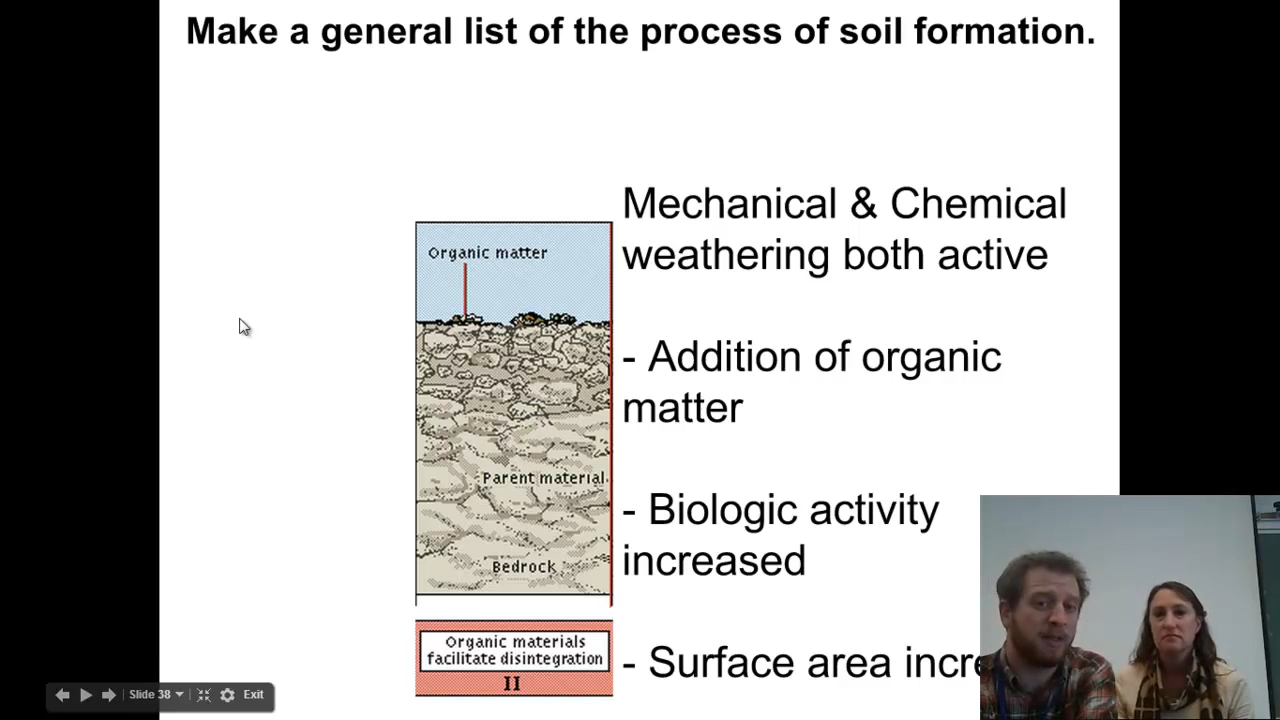 Make a general list of the process of soil formation.
Organic matter
Parent material
Bedrock
Organic materials
facilitate disintegration
II
Mechanical & Chemical
weathering both active
- Addition of organic
matter
- Biologic activity
increased
- Surface area incre
Slide 38
Exit